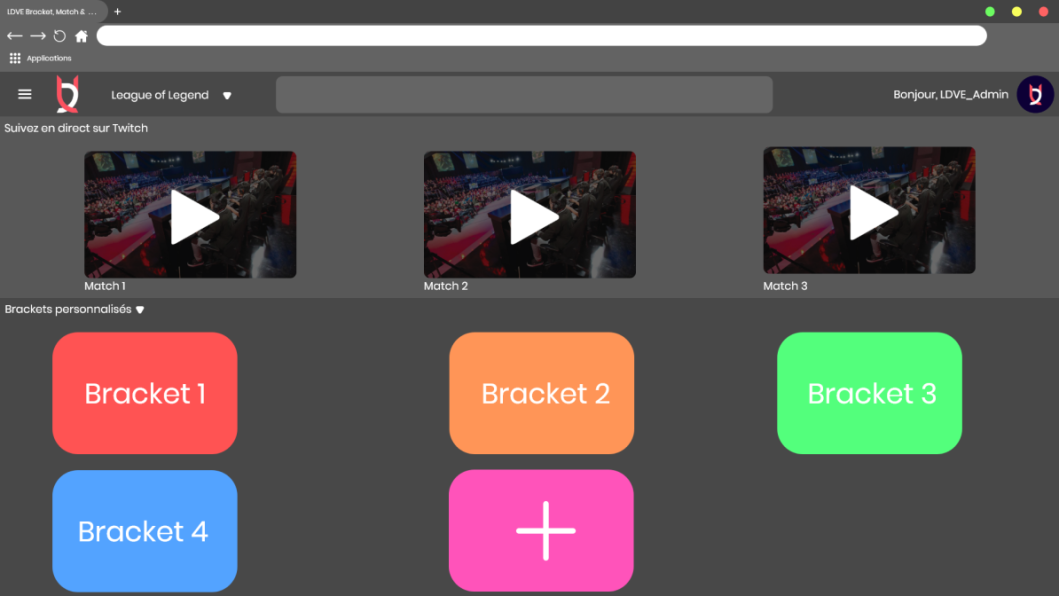 LDVE Bracket, Match & ...
Applications
League of Legend
Bonjour, LDVE_Admin
Suivez en direct sur Twitch
Match 1
Match 2
Match 3
Brackets personnalisés
Bracket 1
Bracket 2
Bracket 3
Bracket 4